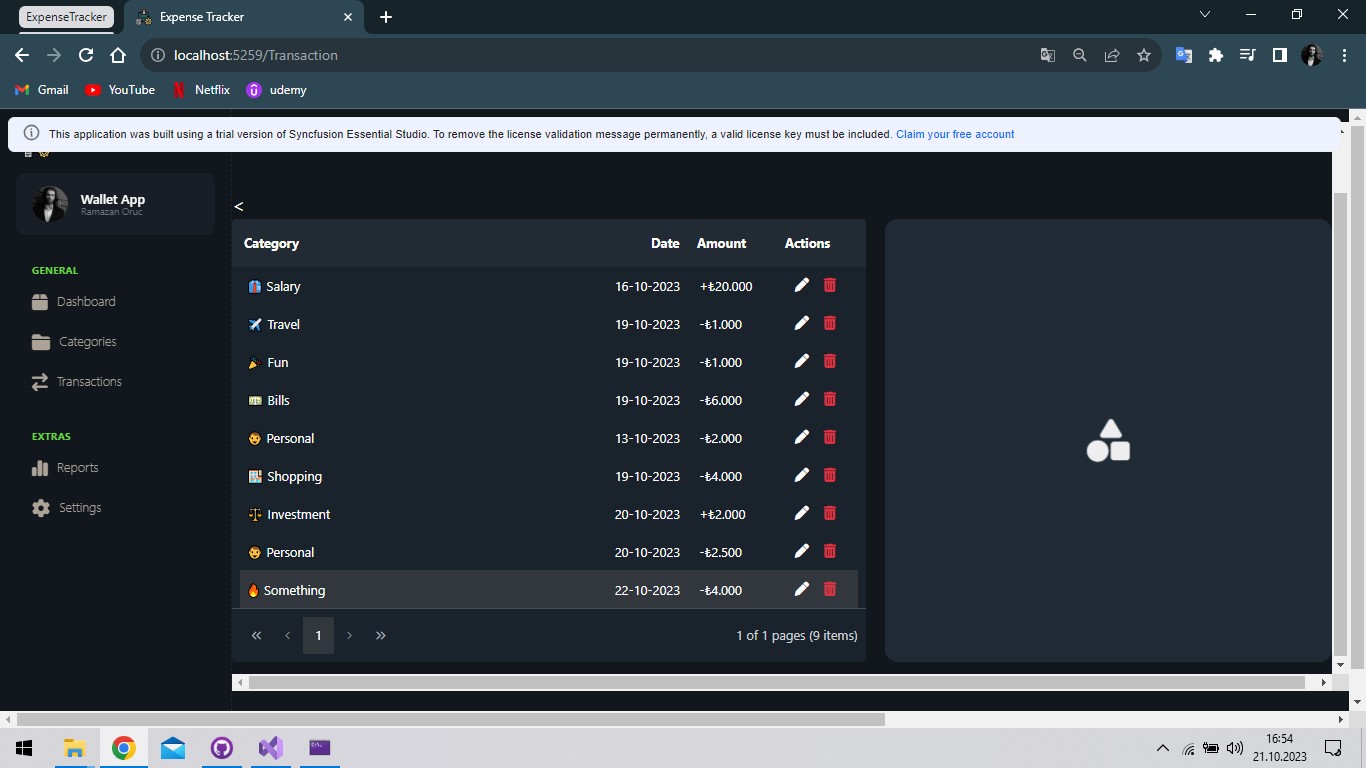 ExpenseTracker
Expense Tracker
localhost:5259/Transaction
Gmail YouTube Netflix udemy
This application was built using a trial version of Syncfusion Essential Studio. To remove the license validation message permanently, a valid license key must be included. Claim your free account
Wallet App
Ramazan Oruc
GENERAL
Dashboard
Categories
Transactions
EXTRAS
Reports
Settings
<
Category Date Amount Actions
Salary 16-10-2023 +₺20.000
Travel 19-10-2023 -₺1.000
Fun 19-10-2023 -₺1.000
Bills 19-10-2023 -₺6.000
Personal 13-10-2023 -₺2.000
Shopping 19-10-2023 -₺4.000
Investment 20-10-2023 +₺2.000
Personal 20-10-2023 -₺2.500
Something 22-10-2023 -₺4.000
1 1 of 1 pages (9 items)
16:54
21.10.2023